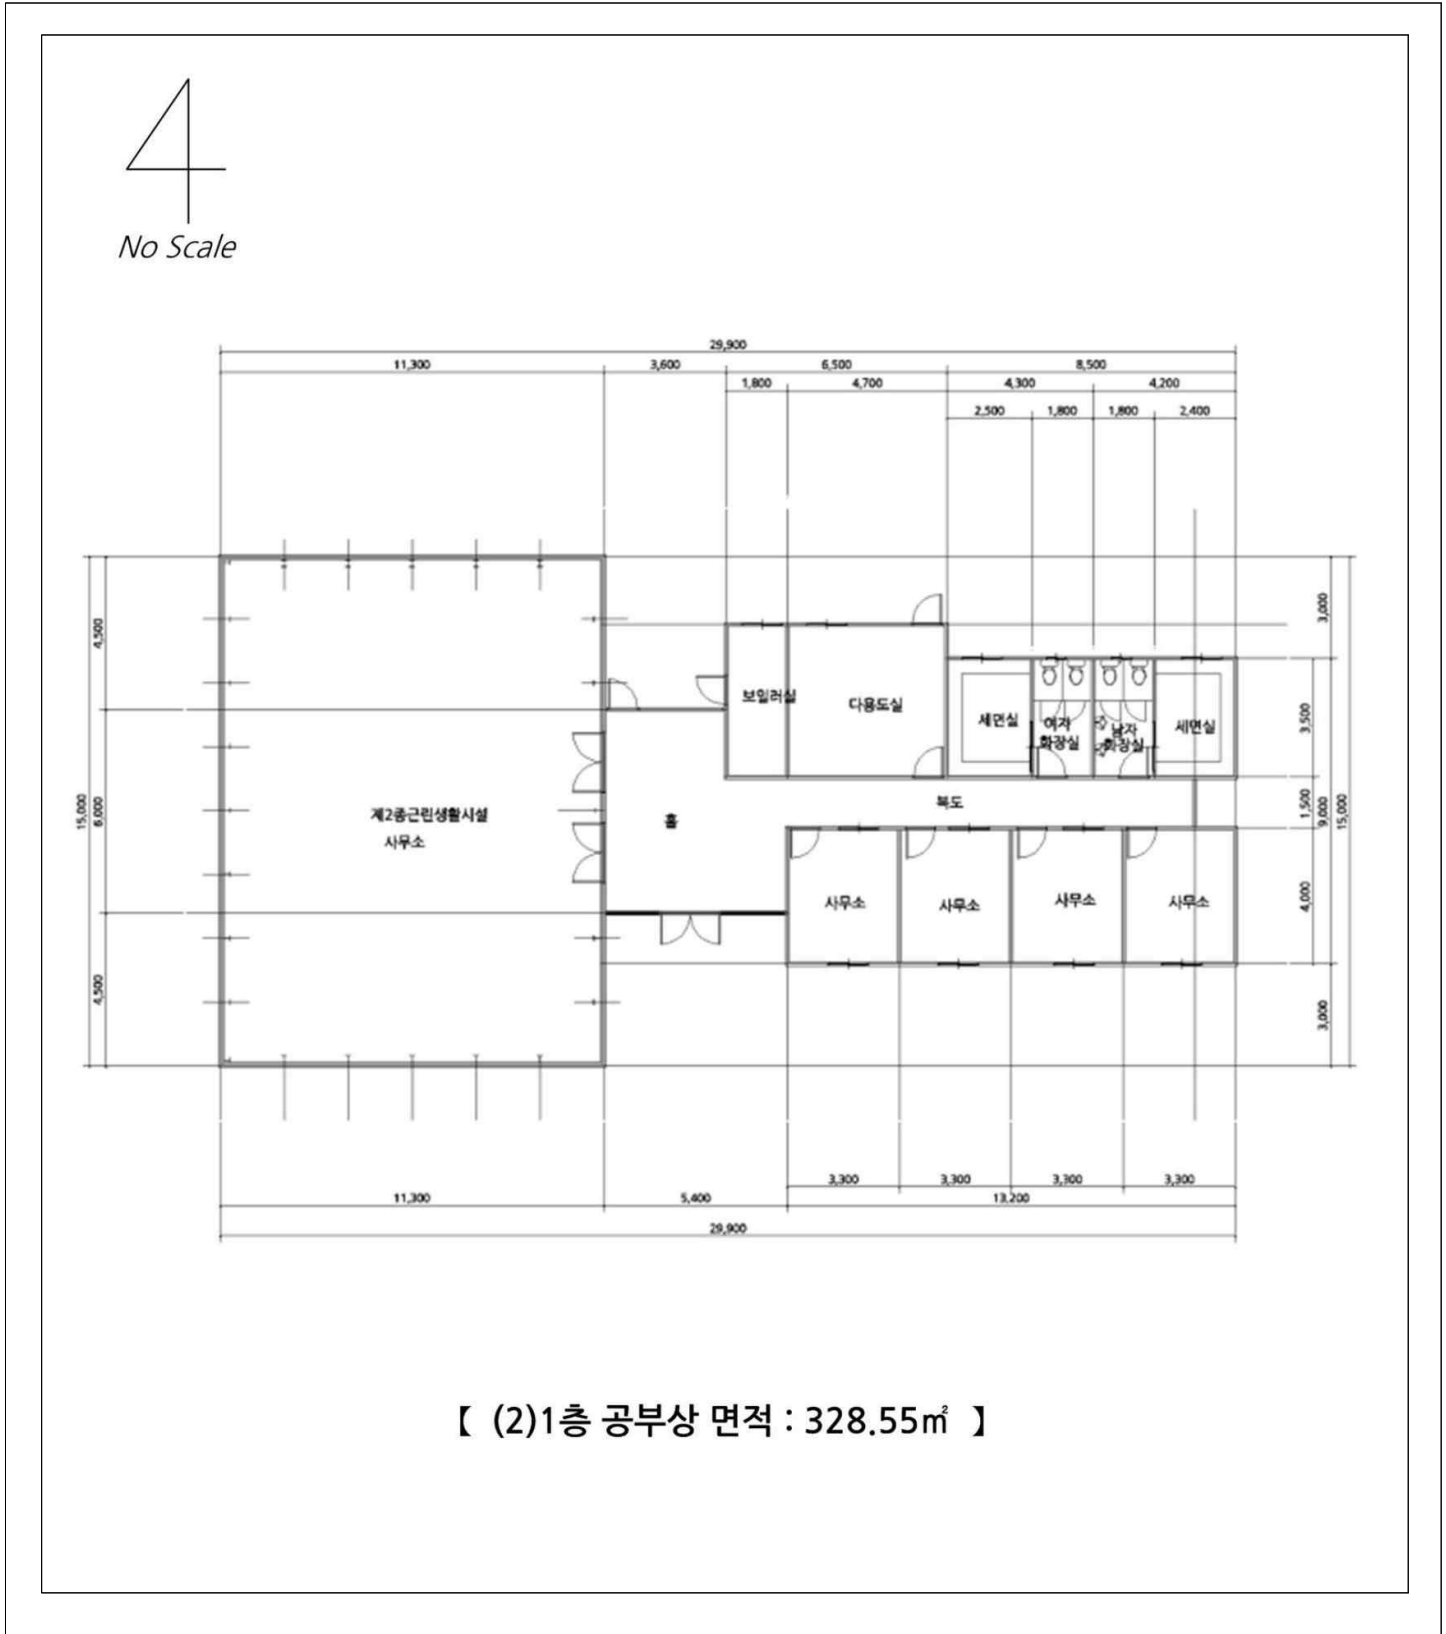 No Scale
29,900
11,300 3,600 6,500 8,500
1,800 4,700 4,300 4,200
2,500 1,800 1,800 2,400
4,500
6,000
4,500
15,000
3,000
3,500
1,500
4,000
9,000
3,000
15,000
보일러실
다용도실
세면실
여자
화장실
남자
화장실
세면실
제2종근린생활시설
사무소
홀
복도
사무소
사무소
사무소
사무소
3,300 3,300 3,300 3,300
11,300 5,400 13,200
29,900
【 (2)1층 공부상 면적 : 328.55㎡ 】